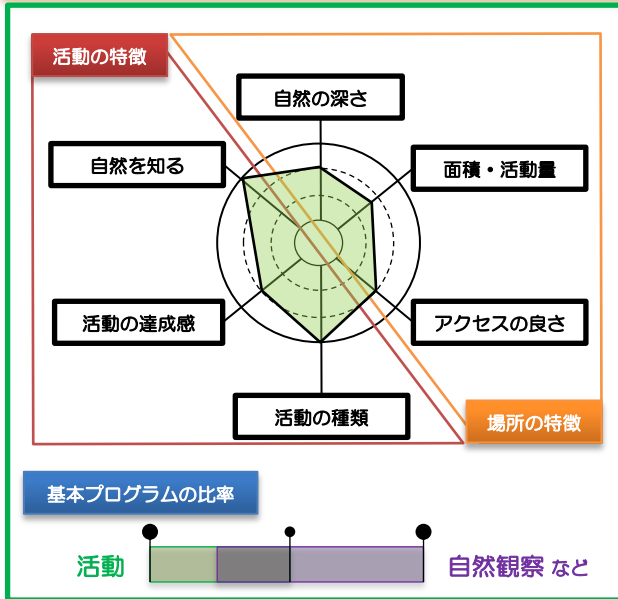 活動の特徴
自然の深さ
自然を知る
面積・活動量
活動の達成感
アクセスの良さ
活動の種類
場所の特徴
基本プログラムの比率
活動
自然観察 など